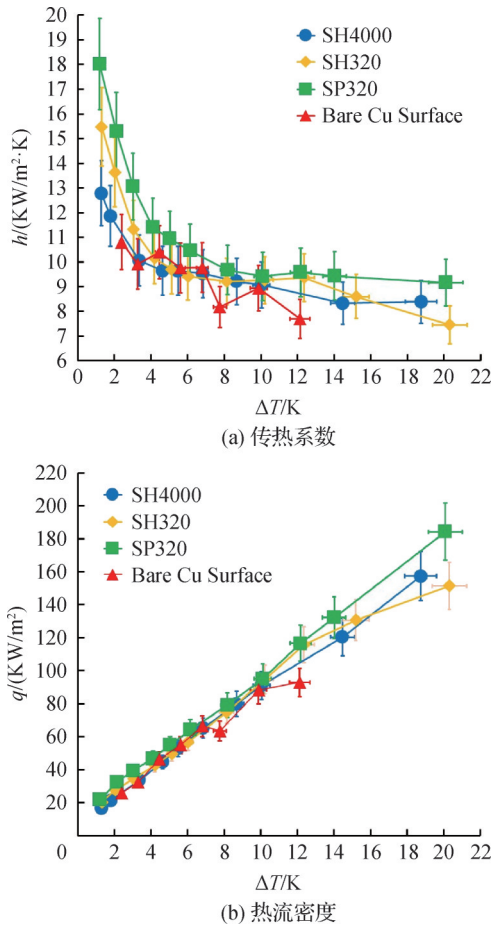 20
19
18
17
16
15
14
13
12
11
10
9
8
7
6
h/(KW/m²·K)
SH4000
SH320
SP320
Bare Cu Surface
0 2 4 6 8 10 12 14 16 18 20 22
ΔT/K
(a) 传热系数
220
200
180
160
140
120
100
80
60
40
20
q/(KW/m²)
SH4000
SH320
SP320
Bare Cu Surface
0 2 4 6 8 10 12 14 16 18 20 22
ΔT/K
(b) 热流密度